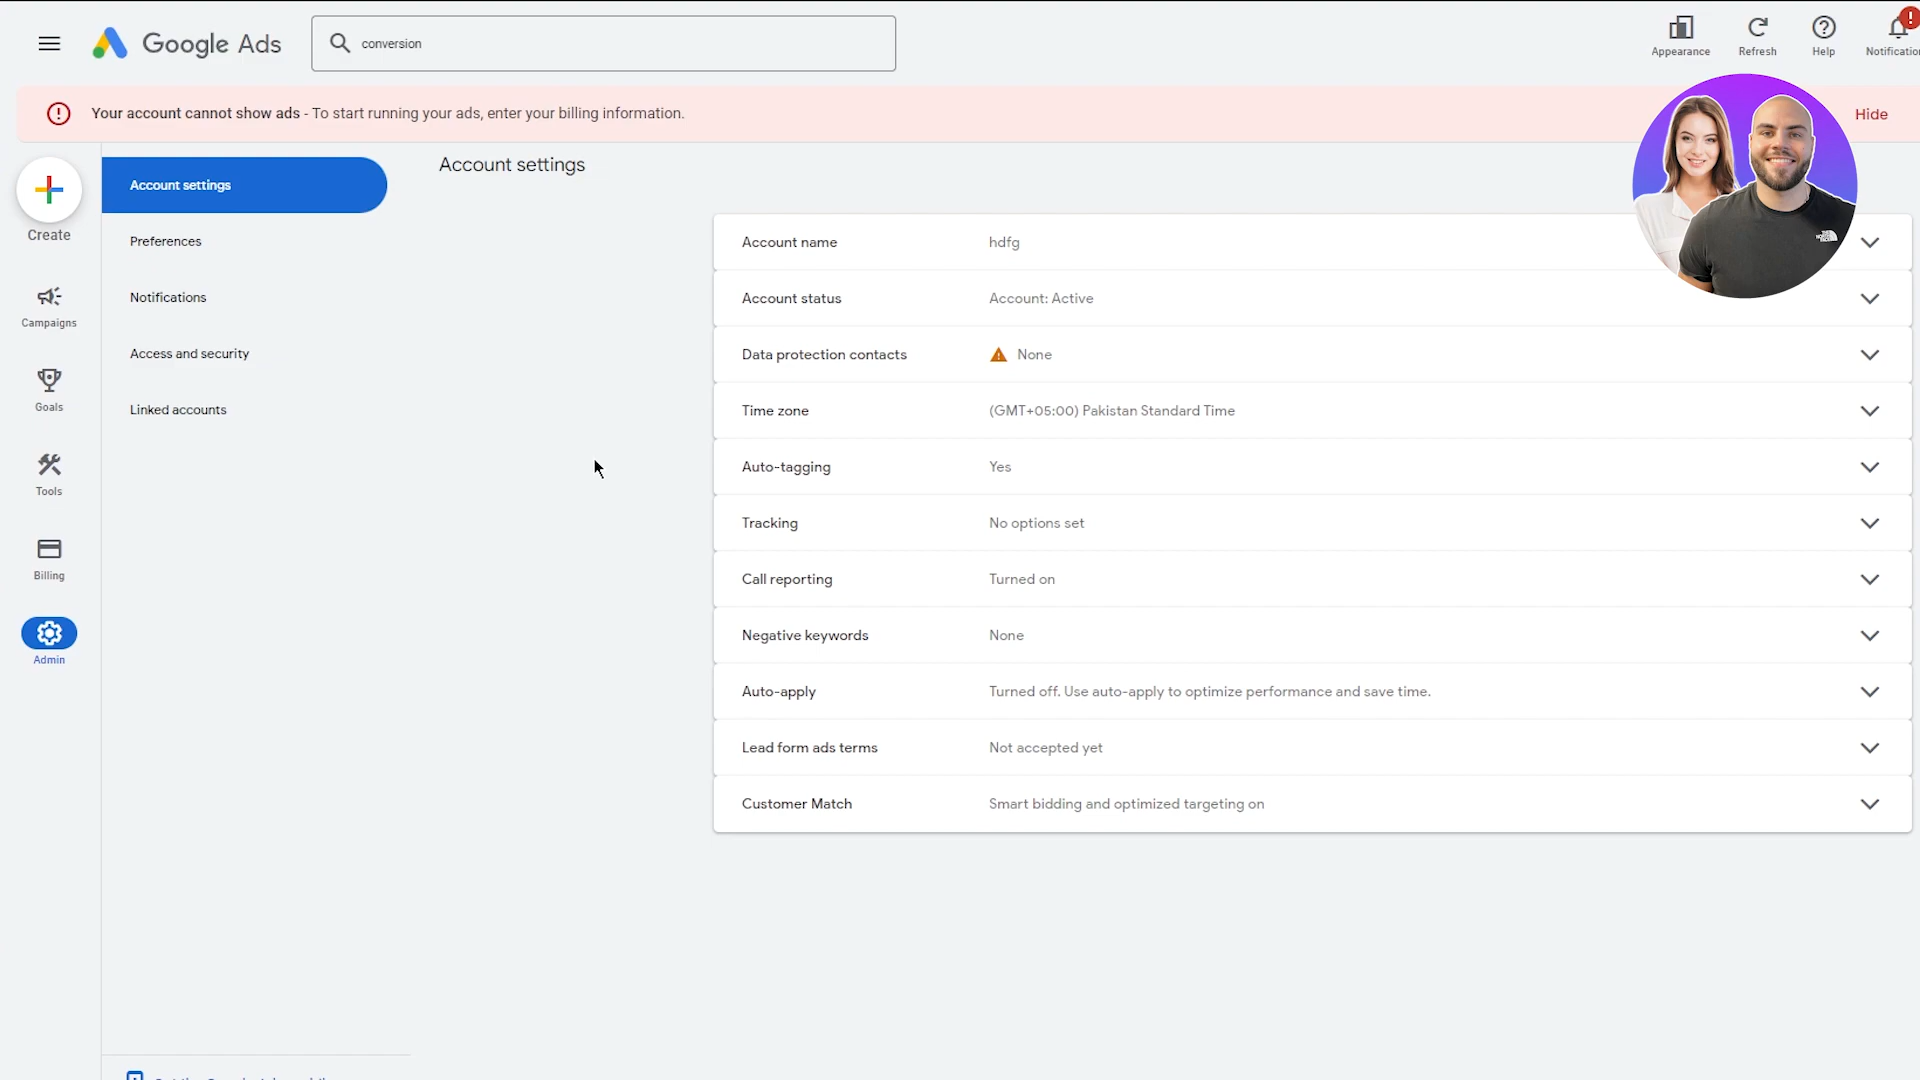 Google Ads
conversion
Appearance
Refresh
Help
Notification
!
Your account cannot show ads - To start running your ads, enter your billing information.
Hide
Create
Campaigns
Goals
Tools
Billing
Admin
Account settings
Preferences
Notifications
Access and security
Linked accounts
Account settings
Account name hdfg
Account status Account: Active
Data protection contacts None
Time zone (GMT+05:00) Pakistan Standard Time
Auto-tagging Yes
Tracking No options set
Call reporting Turned on
Negative keywords None
Auto-apply Turned off. Use auto-apply to optimize performance and save time.
Lead form ads terms Not accepted yet
Customer Match Smart bidding and optimized targeting on